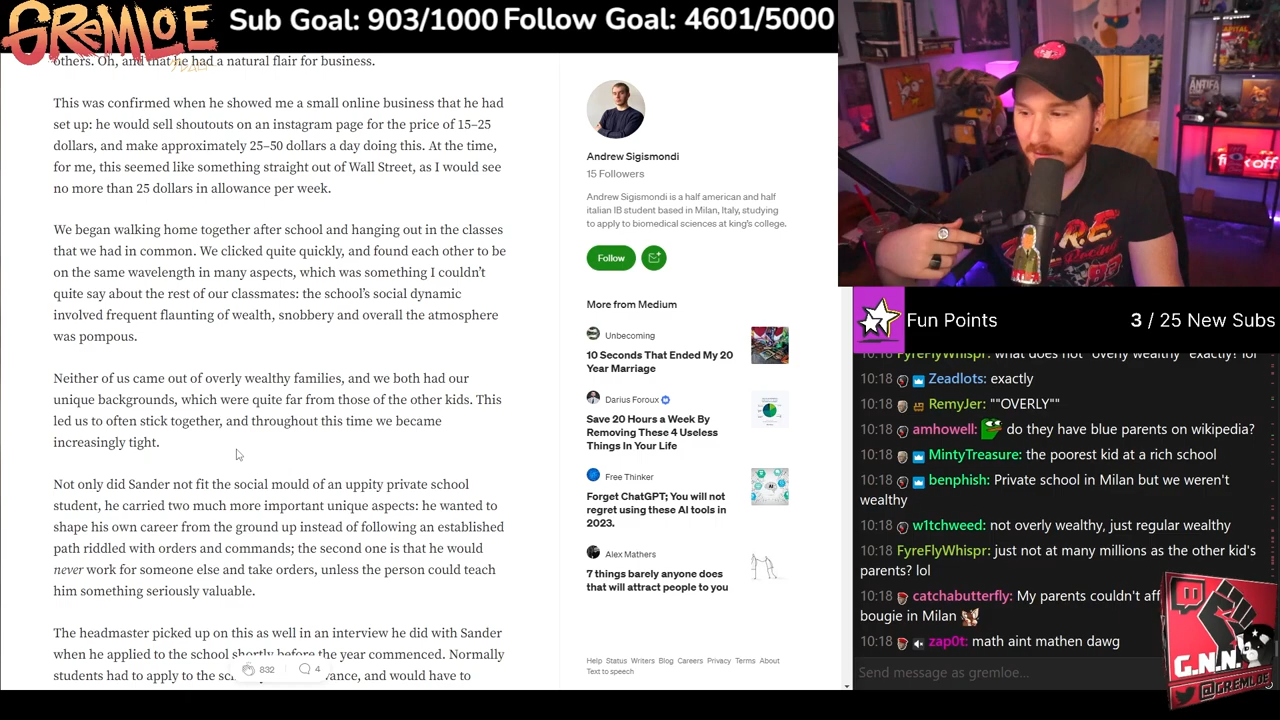 GREMLOE
Sub Goal: 903/1000 Follow Goal: 4601/5000
others. Oh, and that he had a natural flair for business.
This was confirmed when he showed me a small online business that he had
set up: he would sell shoutouts on an instagram page for the price of 15–25
dollars, and make approximately 25–50 dollars a day doing this. At the time,
for me, this seemed like something straight out of Wall Street, as I would see
no more than 25 dollars in allowance per week.
We began walking home together after school and hanging out in the classes
that we had in common. We clicked quite quickly, and found each other to be
on the same wavelength in many aspects, which was something I couldn't
quite say about the rest of our classmates: the school's social dynamic
involved frequent flaunting of wealth, snobbery and overall the atmosphere
was pompous.
Neither of us came out of overly wealthy families, and we both had our
unique backgrounds, which were quite far from those of the other kids. This
led us to often stick together, and throughout this time we became
increasingly tight.
Not only did Sander not fit the social mould of an uppity private school
student, he carried two much more important unique aspects: he wanted to
shape his own career from the ground up instead of following an established
path riddled with orders and commands; the second one is that he would
never work for someone else and take orders, unless the person could teach
him something seriously valuable.
The headmaster picked up on this as well in an interview he did with Sander
when he applied to the school shortly before the year commenced. Normally
students had to apply to the
and would have to
832
4
Andrew Sigismondi
15 Followers
Andrew Sigismondi is a half american and half
italian IB student based in Milan, Italy, studying
to apply to biomedical sciences at king's college.
Follow
More from Medium
Unbecoming
10 Seconds That Ended My 20
Year Marriage
Darius Foroux
Save 20 Hours a Week By
Removing These 4 Useless
Things In Your Life
Free Thinker
Forget ChatGPT; You will not
regret using these AI tools in
2023.
Alex Mathers
7 things barely anyone does
that will attract people to you
Help Status Writers Blog Careers Privacy Terms About
Text to speech
ANTIFA
Fun Points 3 / 25 New Subs
10:18 FyreFlyWhispr: what does not "overly wealthy" exactly? lol
10:18 Zeadlots: exactly
10:18 RemyJer: ""OVERLY""
10:18 amhowell: do they have blue parents on wikipedia?
10:18 MintyTreasure: the poorest kid at a rich school
10:18 benphish: Private school in Milan but we weren't
wealthy
10:18 w1tchweed: not overly wealthy, just regular wealthy
FyreFlyWhispr: just not at many millions as the other kid's
parents? lol
10:18 catchabutterfly: My parents couldn't
bougie in Milan
10:18 zap0t: math aint mathen dawg
Send message as gremloe...
G.N.N.
@GREMLOE